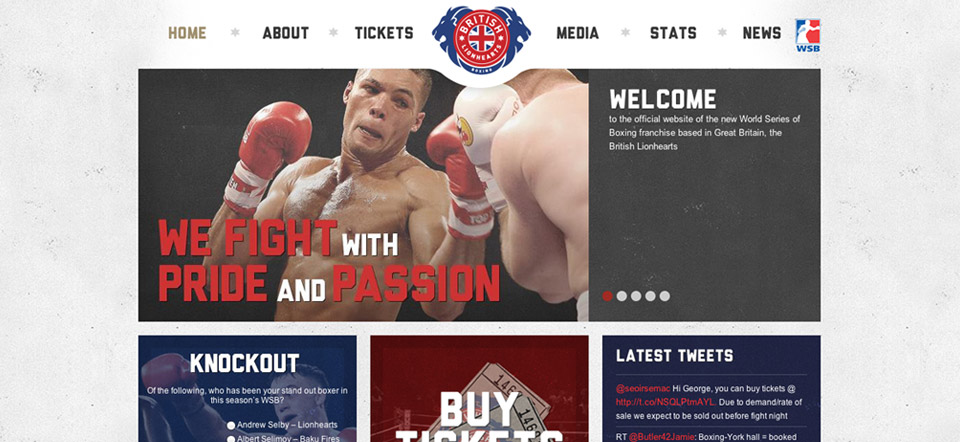 HOME
ABOUT
TICKETS
BRITISH
LIONHEARTS
BOXING
MEDIA
STATS
NEWS
WSB
WE FIGHT WITH
PRIDE AND PASSION
WELCOME
to the official website of the new World Series of
Boxing franchise based in Great Britain, the
British Lionhearts
KNOCKOUT
Of the following, who has been your stand out boxer in
this season's WSB?
Andrew Selby – Lionhearts
Albert Selimov – Baku Fires
BUY
TICKETS
LATEST TWEETS
@seoirsemac Hi George, you can buy tickets @
http://t.co/NSQLPtmAYL. Due to demand/rate of
sale we expect to be sold out before fight night
RT @Butler42Jamie: Boxing-York hall = booked